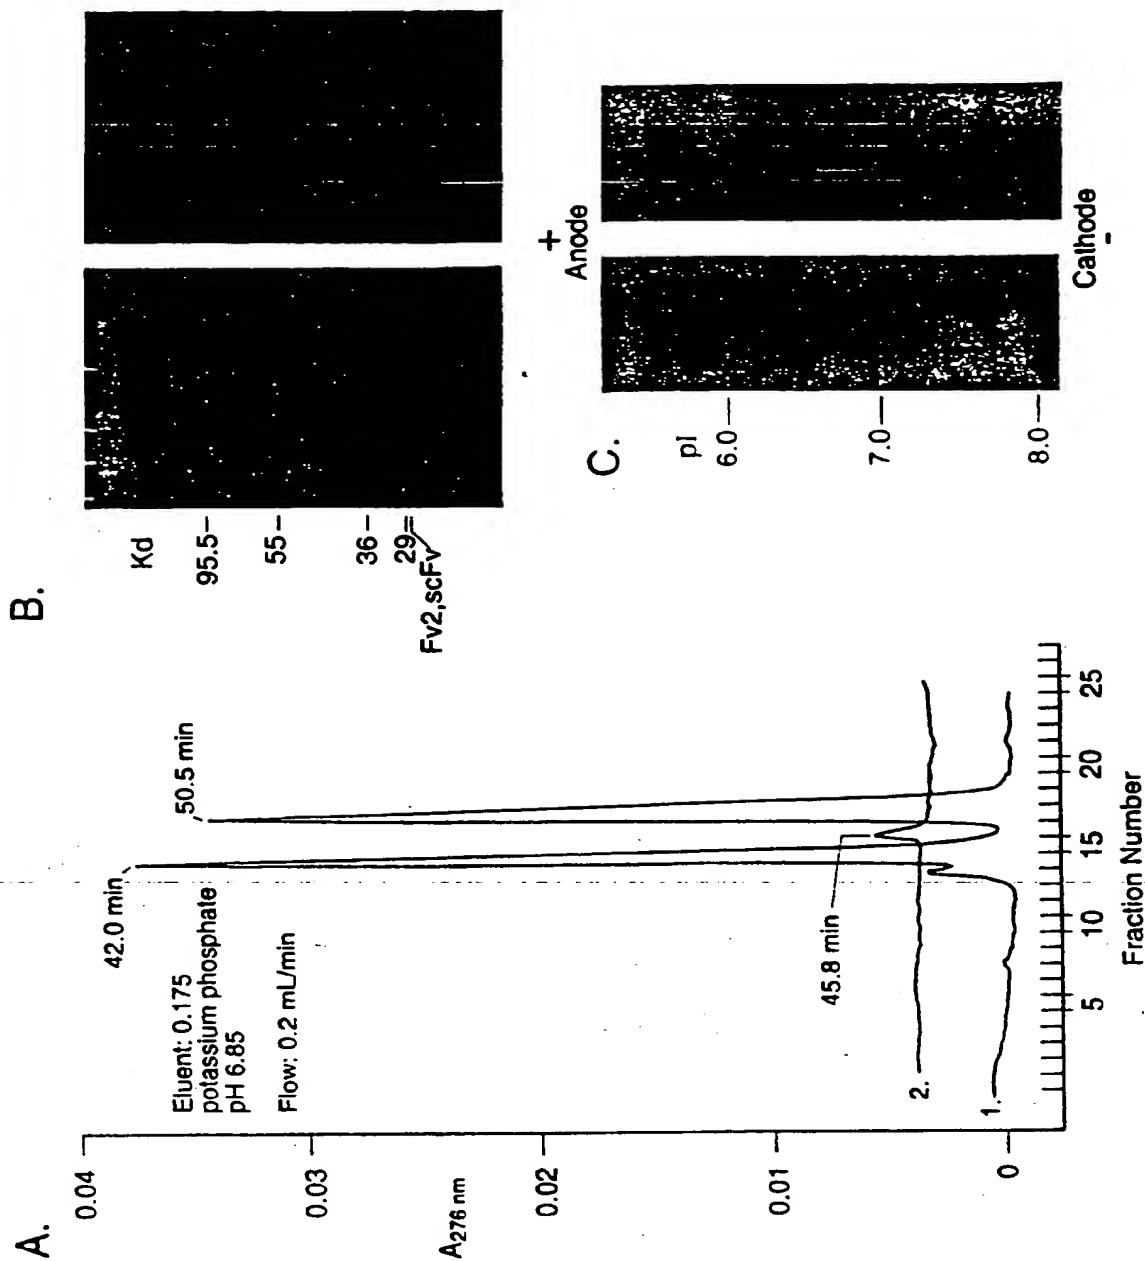 A.
0.04
0.03
0.02
0.01
0
A276 nm
Eluent: 0.175
potassium phosphate
pH 6.85
Flow: 0.2 mL/min
42.0 min
50.5 min
45.8 min
2.
1.
5
10
15
20
25
Fraction Number
B.
Kd
95.5
55
36
29
Fv2,scFv
C.
+
Anode
pI
6.0
7.0
8.0
Cathode
-